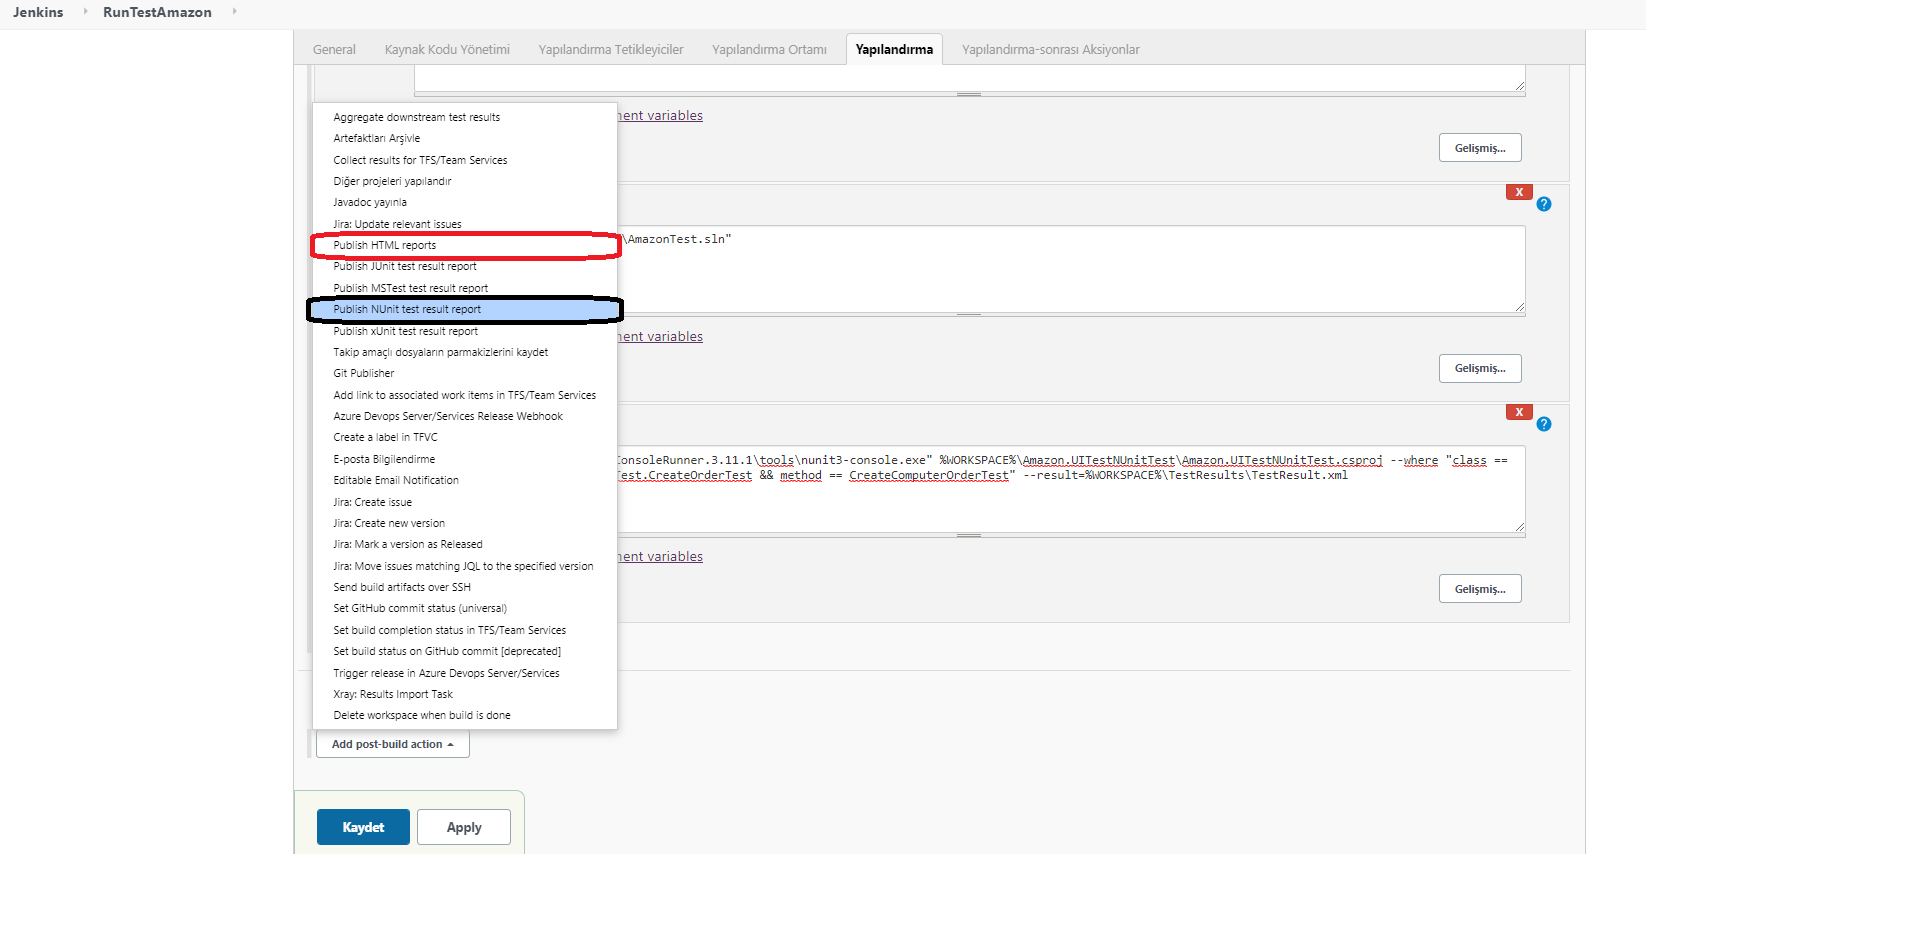 Jenkins RunTestAmazon
General Kaynak Kodu Yönetimi Yapılandırma Tetikleyiciler Yapılandırma Ortamı Yapılandırma Yapılandırma-sonrası Aksiyonlar
Aggregate downstream test results
Artefaktları Arşivle
Collect results for TFS/Team Services
Diğer projeleri yapılandır
Javadoc yayınla
Jira: Update relevant issues
Publish HTML reports
Publish JUnit test result report
Publish MSTest test result report
Publish NUnit test result report
Publish xUnit test result report
Takip amaçlı dosyaların parmakizlerini kaydet
Git Publisher
Add link to associated work items in TFS/Team Services
Azure Devops Server/Services Release Webhook
Create a label in TFVC
E-posta Bilgilendirme
Editable Email Notification
Jira: Create issue
Jira: Create new version
Jira: Mark a version as Released
Jira: Move issues matching JQL to the specified version
Send build artifacts over SSH
Set GitHub commit status (universal)
Set build completion status in TFS/Team Services
Set build status on GitHub commit [deprecated]
Trigger release in Azure Devops Server/Services
Xray: Results Import Task
Delete workspace when build is done
Add post-build action
ment variables
Gelişmiş...
X
?
\AmazonTest.sln"
ment variables
Gelişmiş...
X
?
ConsoleRunner.3.11.1\tools\nunit3-console.exe" %WORKSPACE%\Amazon.UITestNUnitTest\Amazon.UITestNUnitTest.csproj --where "class ==
Test.CreateOrderTest && method == CreateComputerOrderTest" --result=%WORKSPACE%\TestResults\TestResult.xml
ment variables
Gelişmiş...
Kaydet Apply